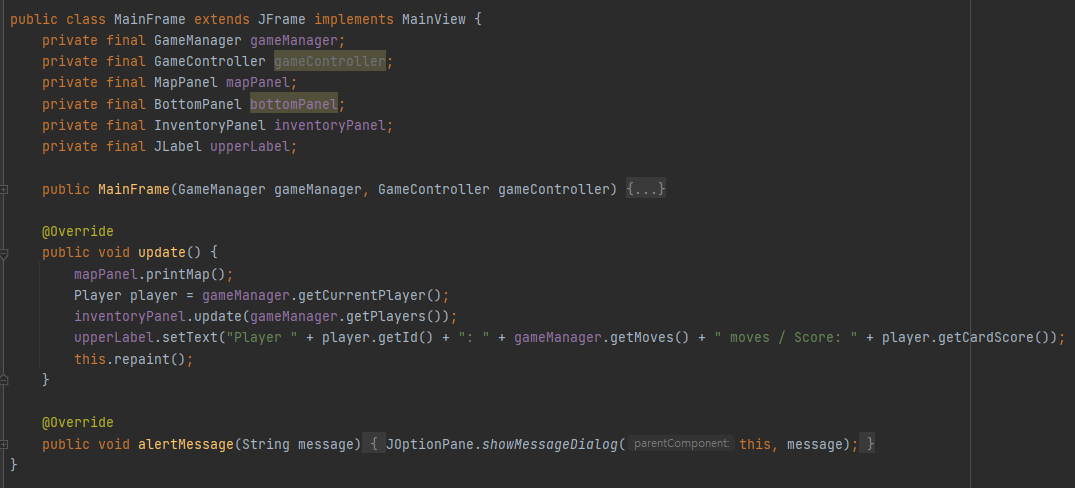 public class MainFrame extends JFrame implements MainView {
    private final GameManager gameManager;
    private final GameController gameController;
    private final MapPanel mapPanel;
    private final BottomPanel bottomPanel;
    private final InventoryPanel inventoryPanel;
    private final JLabel upperLabel;
    public MainFrame(GameManager gameManager, GameController gameController) {...}
    @Override
    public void update() {
        mapPanel.printMap();
        Player player = gameManager.getCurrentPlayer();
        inventoryPanel.update(gameManager.getPlayers());
        upperLabel.setText("Player " + player.getId() + ": " + gameManager.getMoves() + " moves / Score: " + player.getCardScore());
        this.repaint();
    }
    @Override
    public void alertMessage(String message) { JOptionPane.showMessageDialog( parentComponent: this, message); }
}